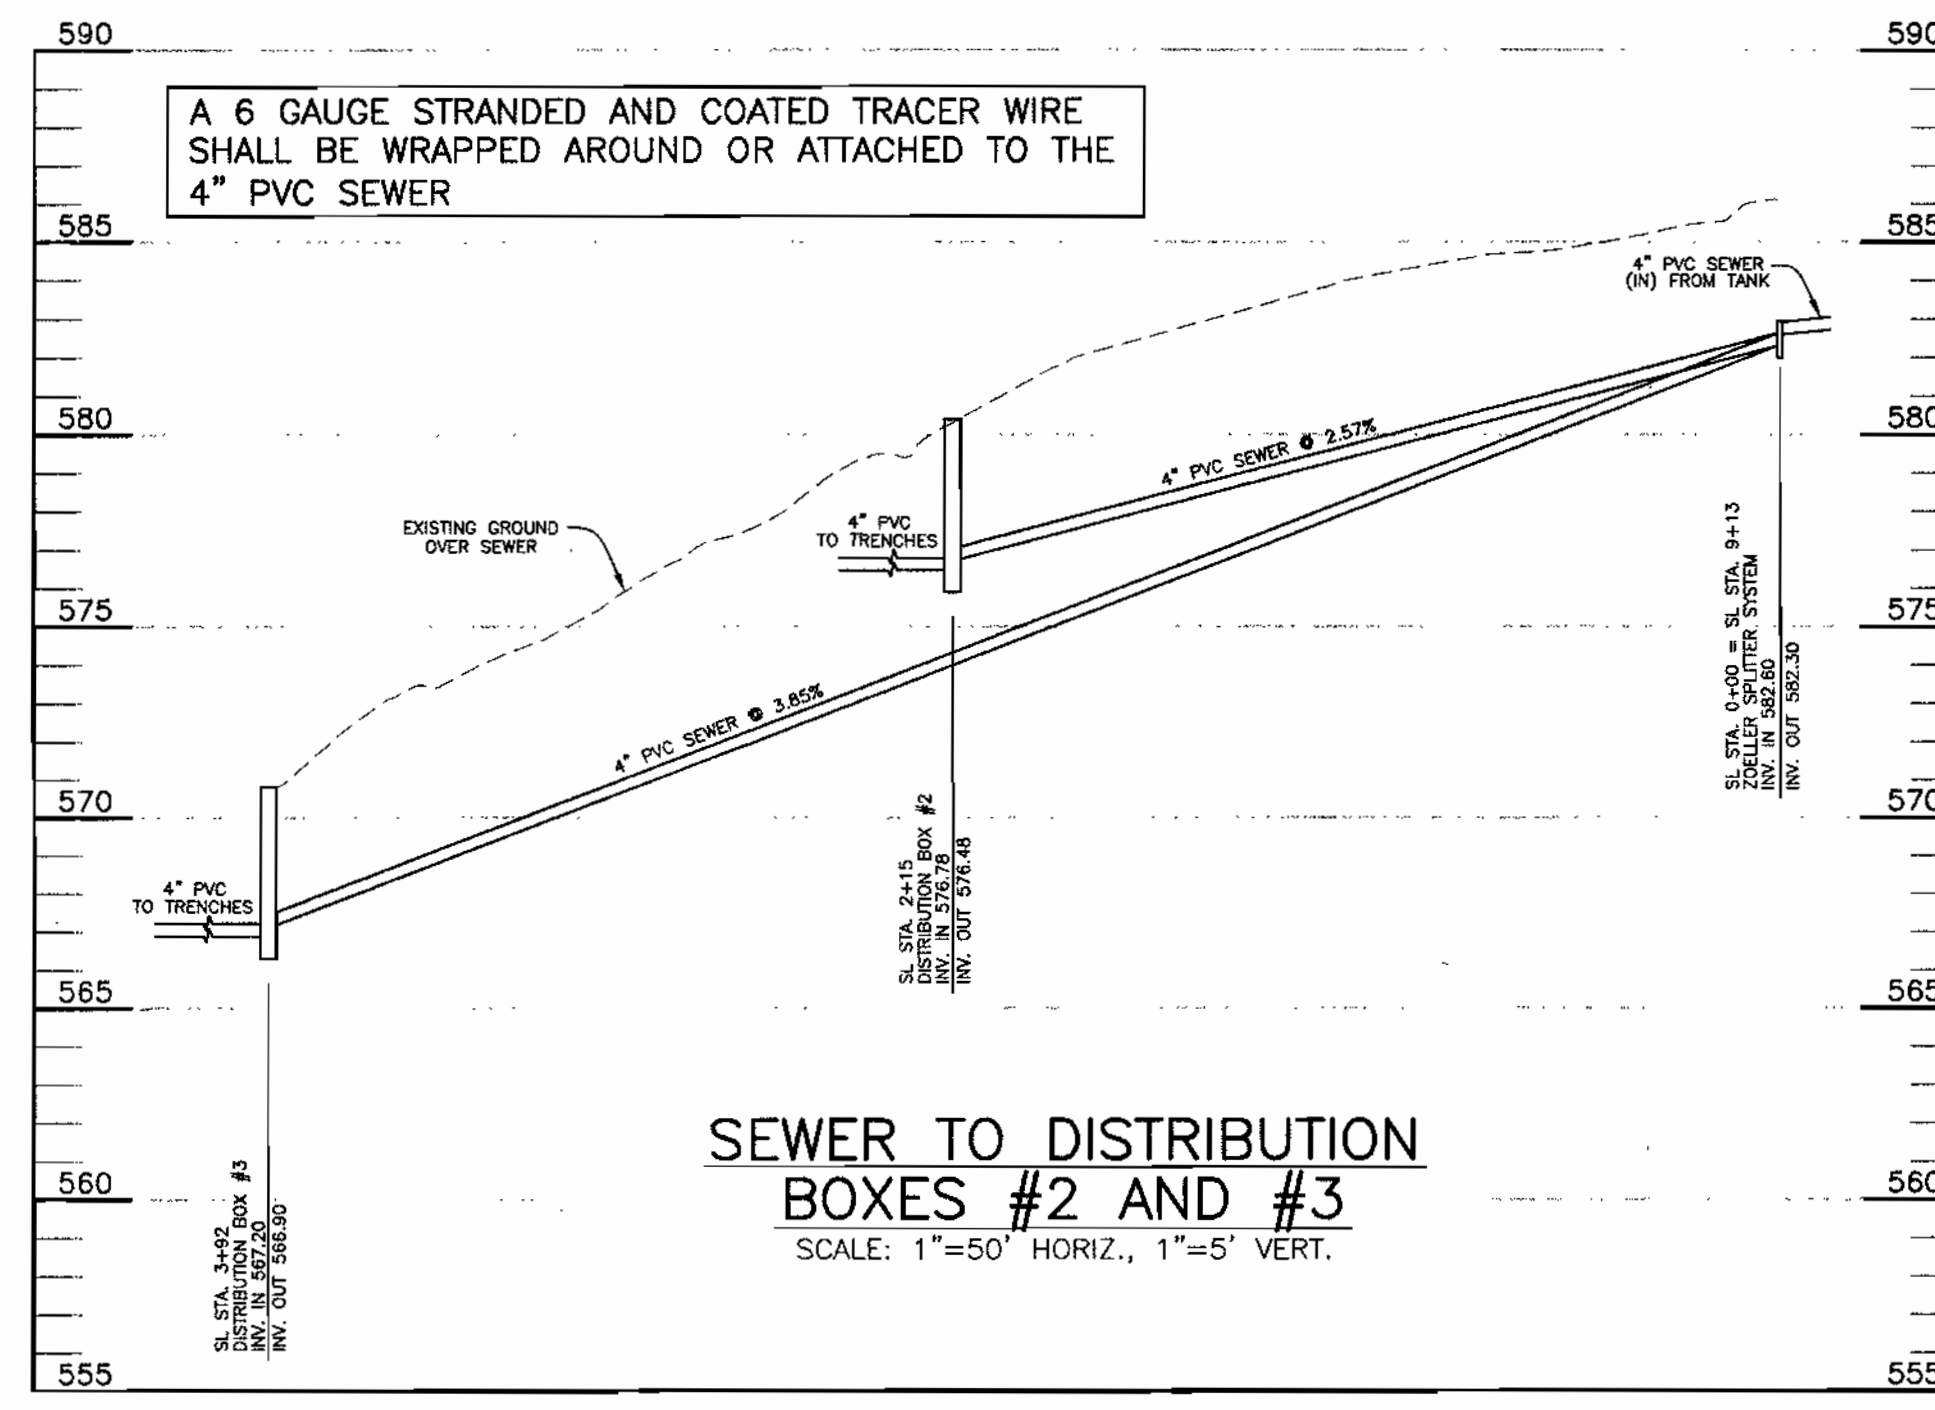 590
590
A 6 GAUGE STRANDED AND COATED TRACER WIRE
SHALL BE WRAPPED AROUND OR ATTACHED TO THE
4" PVC SEWER
585
585
4" PVC SEWER
(IN) FROM TANK
580
580
4" PVC SEWER @ 2.57%
EXISTING GROUND
OVER SEWER
4" PVC
TO TRENCHES
575
575
SL STA. 0+00 = SL STA. 9+13
ZOELLER SPLITTER SYSTEM
INV. IN 582.60
INV. OUT 582.30
4" PVC SEWER @ 3.85%
570
570
SL STA. 2+15
DISTRIBUTION BOX #2
INV. IN 576.78
INV. OUT 576.48
4" PVC
TO TRENCHES
565
565
SEWER TO DISTRIBUTION
BOXES #2 AND #3
SCALE: 1"=50' HORIZ., 1"=5' VERT.
560
560
SL STA. 3+92
DISTRIBUTION BOX #3
INV. IN 567.20
INV. OUT 566.90
555
555